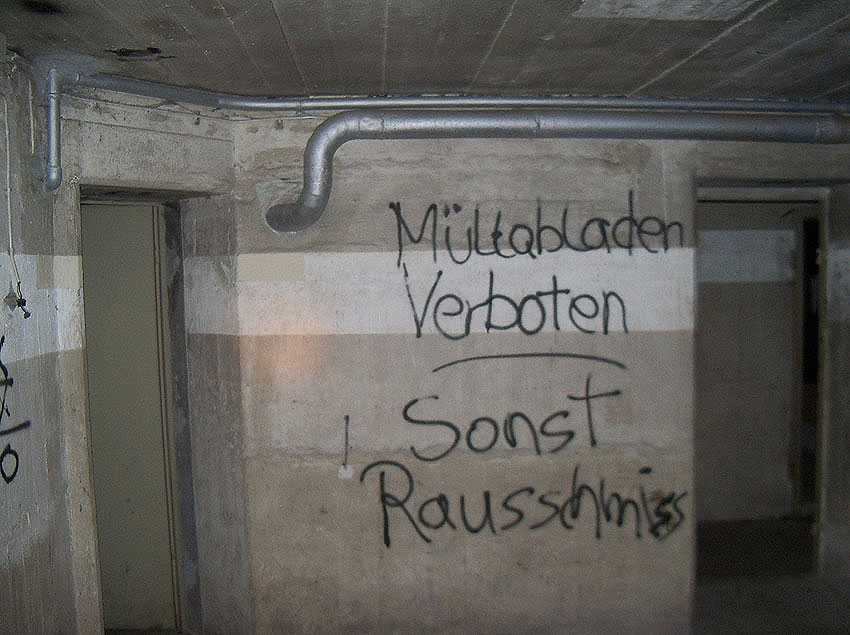 Müllabladen
Verboten
Sonst
Rausschmiss